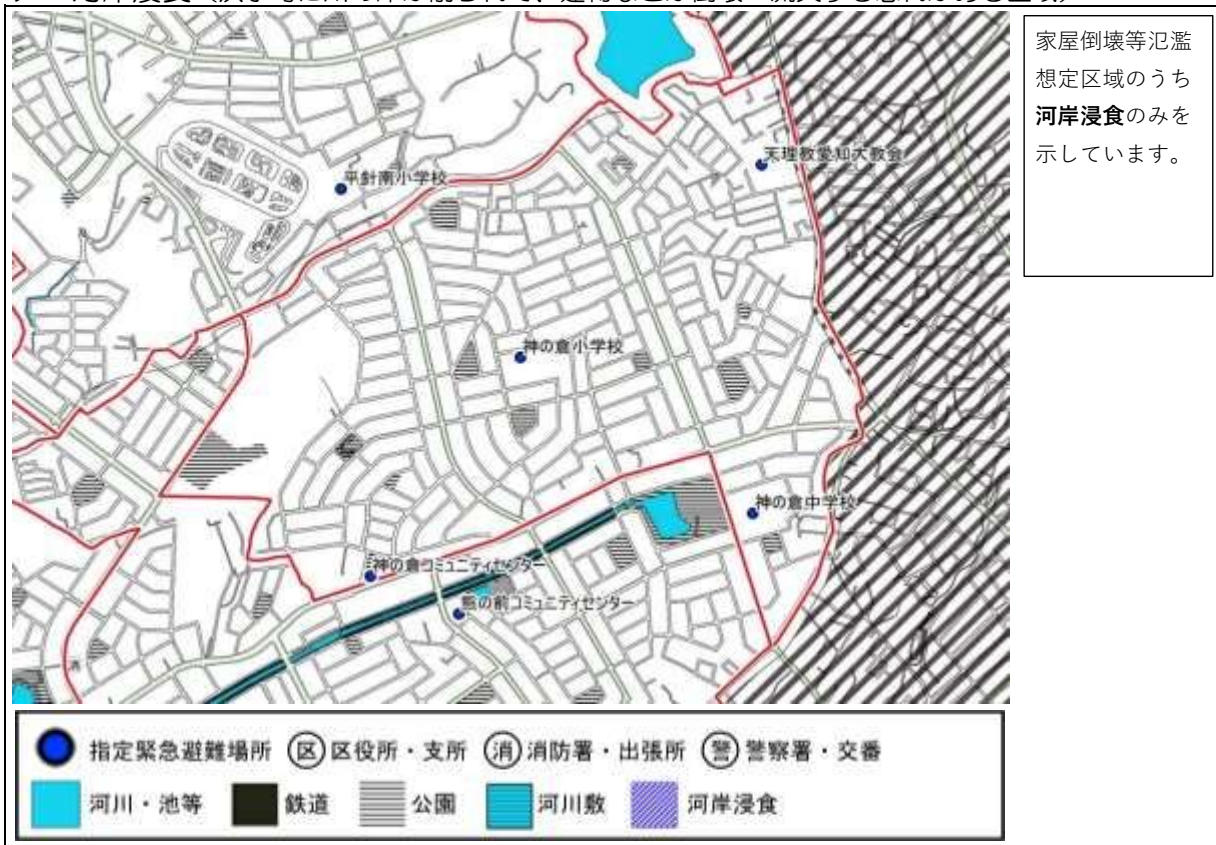 家屋倒壊等氾濫
想定区域のうち
河岸浸食のみを
示しています。
天理教愛知大教会
平針南小学校
神の倉小学校
神の倉中学校
神の倉コミュニティセンター
熊の前コミュニティセンター
指定緊急避難場所 区 区役所・支所 消 消防署・出張所 警 警察署・交番
河川・池等 鉄道 公園 河川敷 河岸浸食